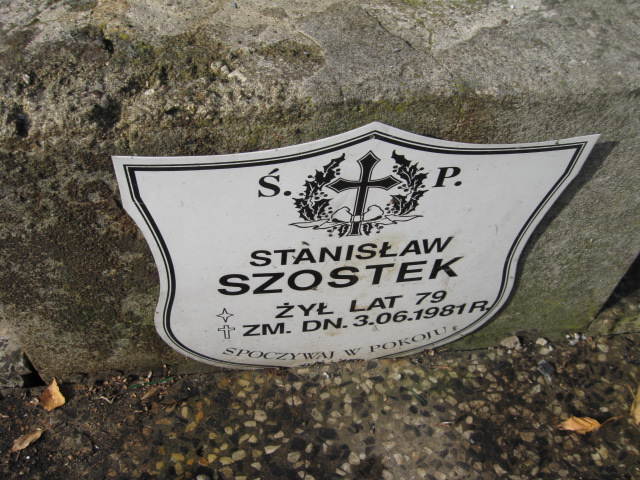 Ś. P.
STANISŁAW
SZOSTEK
ŻYŁ LAT 79
ZM. DN. 3.06.1981 R.
SPOCZYWAJ W POKOJU